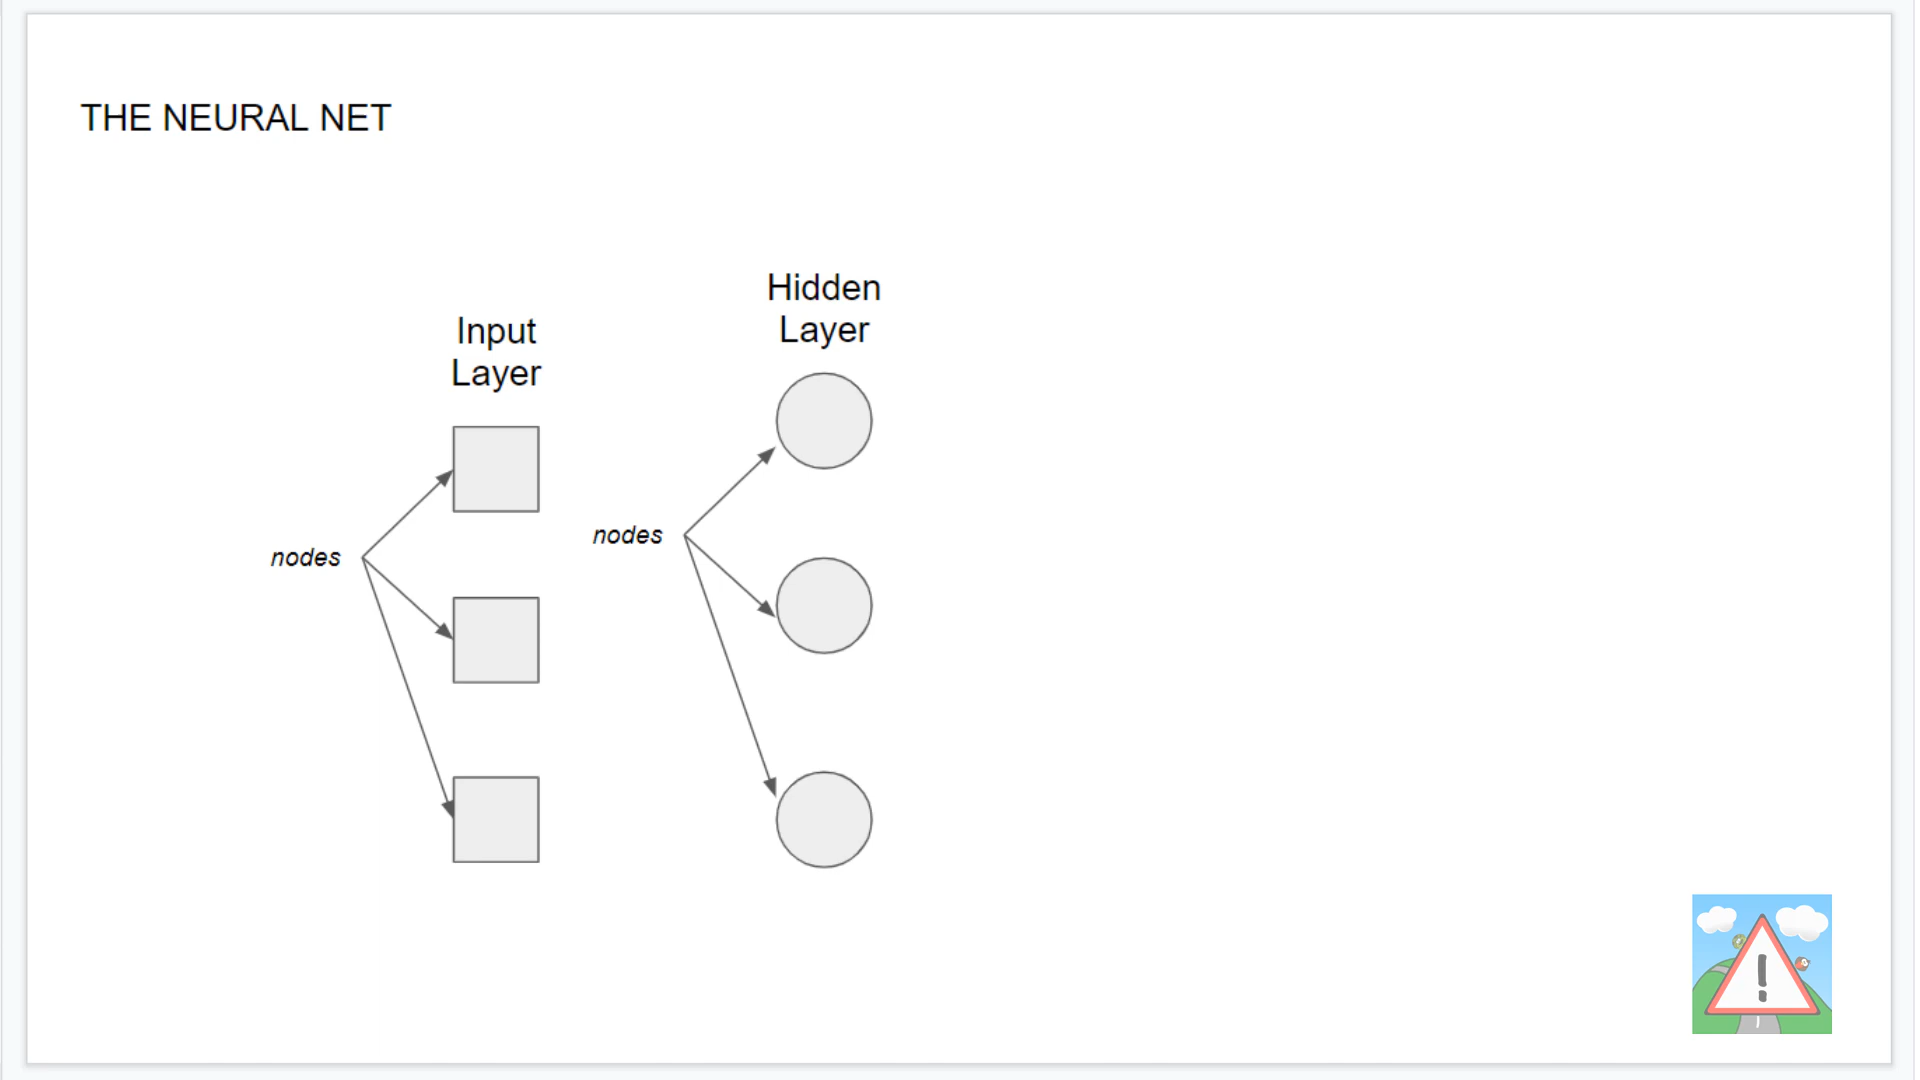 THE NEURAL NET
Input
Layer
Hidden
Layer
nodes
nodes
!